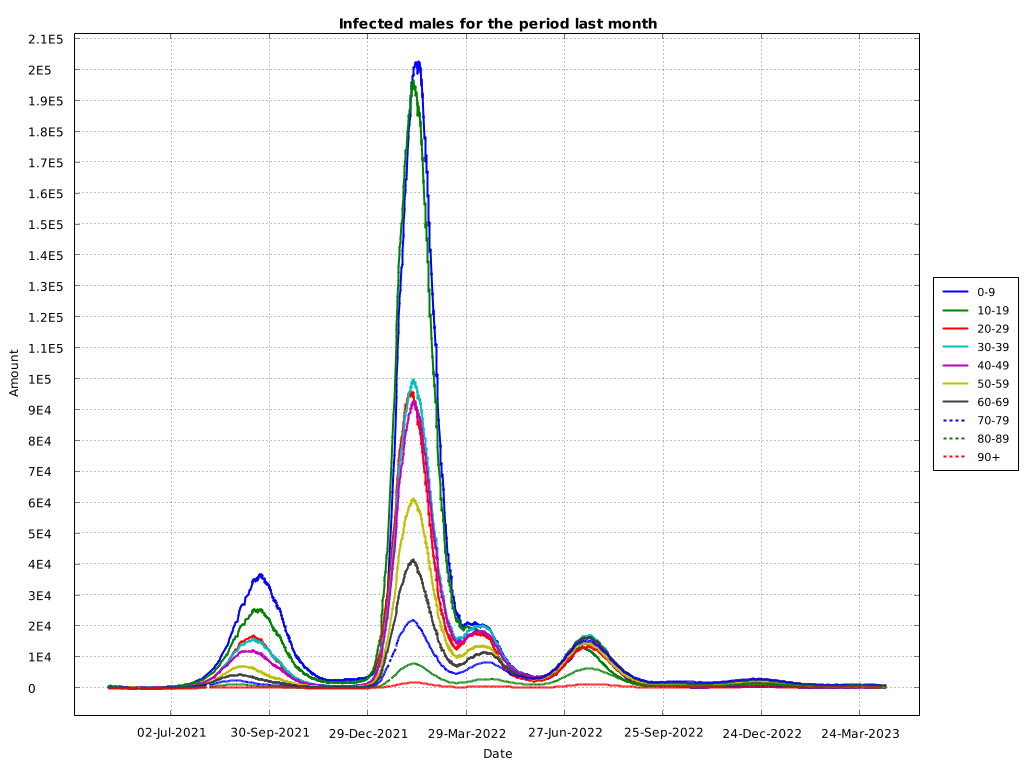 Infected males for the period last month
2.1E5
2E5
1.9E5
1.8E5
1.7E5
1.6E5
1.5E5
1.4E5
1.3E5
1.2E5
1.1E5
1E5
9E4
8E4
7E4
6E4
5E4
4E4
3E4
2E4
1E4
0
Amount
02-Jul-2021 30-Sep-2021 29-Dec-2021 29-Mar-2022 27-Jun-2022 25-Sep-2022 24-Dec-2022 24-Mar-2023
Date
0-9
10-19
20-29
30-39
40-49
50-59
60-69
70-79
80-89
90+